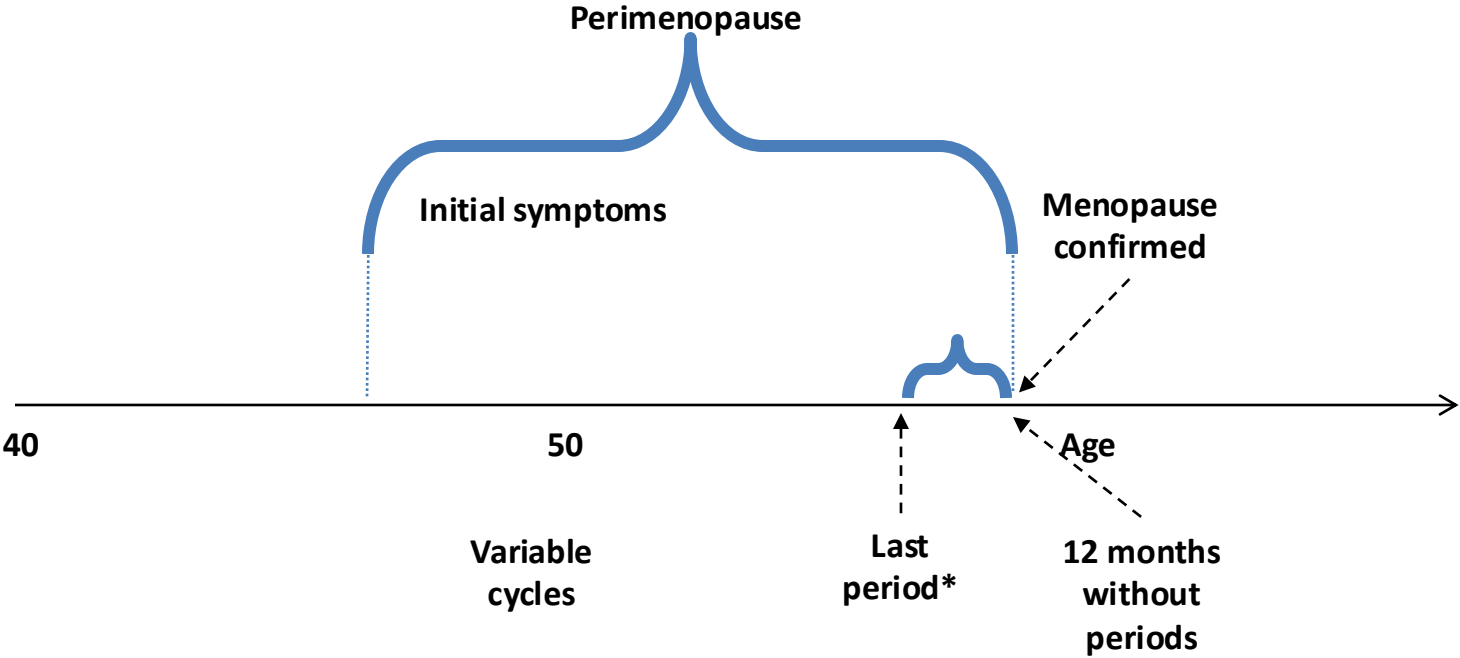 Perimenopause
Initial symptoms
Menopause
confirmed
40
50
Age
Variable
cycles
Last
period*
12 months
without
periods